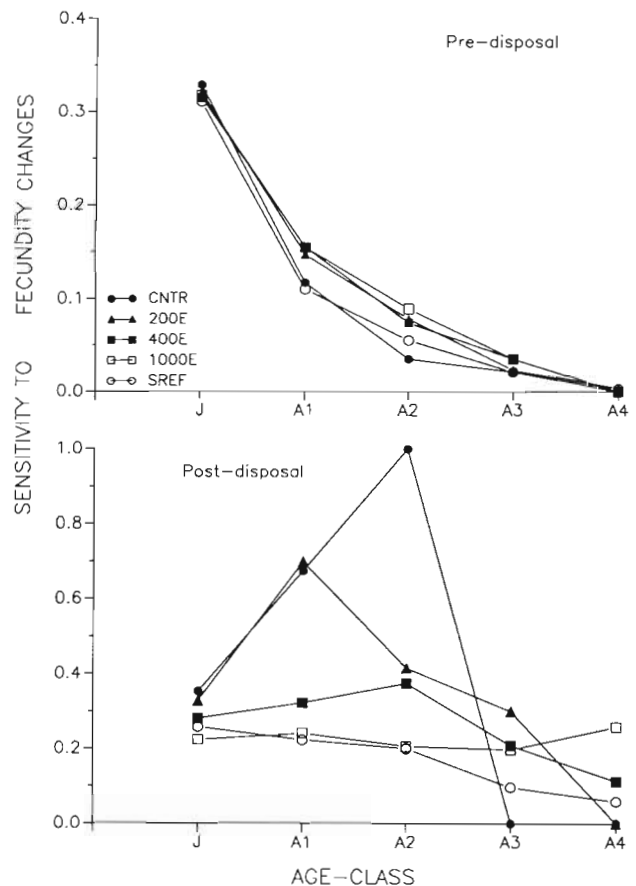 SENSITIVITY TO FECUNDITY CHANGES
Pre-disposal
0.4
0.3
0.2
0.1
0.0
CNTR
200E
400E
1000E
SREF
J A1 A2 A3 A4
Post-disposal
1.0
0.8
0.6
0.4
0.2
0.0
J A1 A2 A3 A4
AGE-CLASS